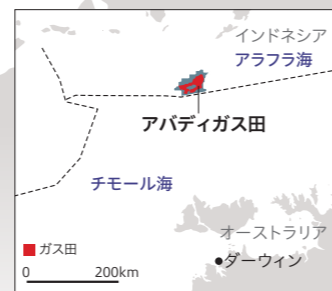 インドネシア
アラフラ海
アバディガス田
チモール海
オーストラリア
ダーウィン
ガス田
0 200km